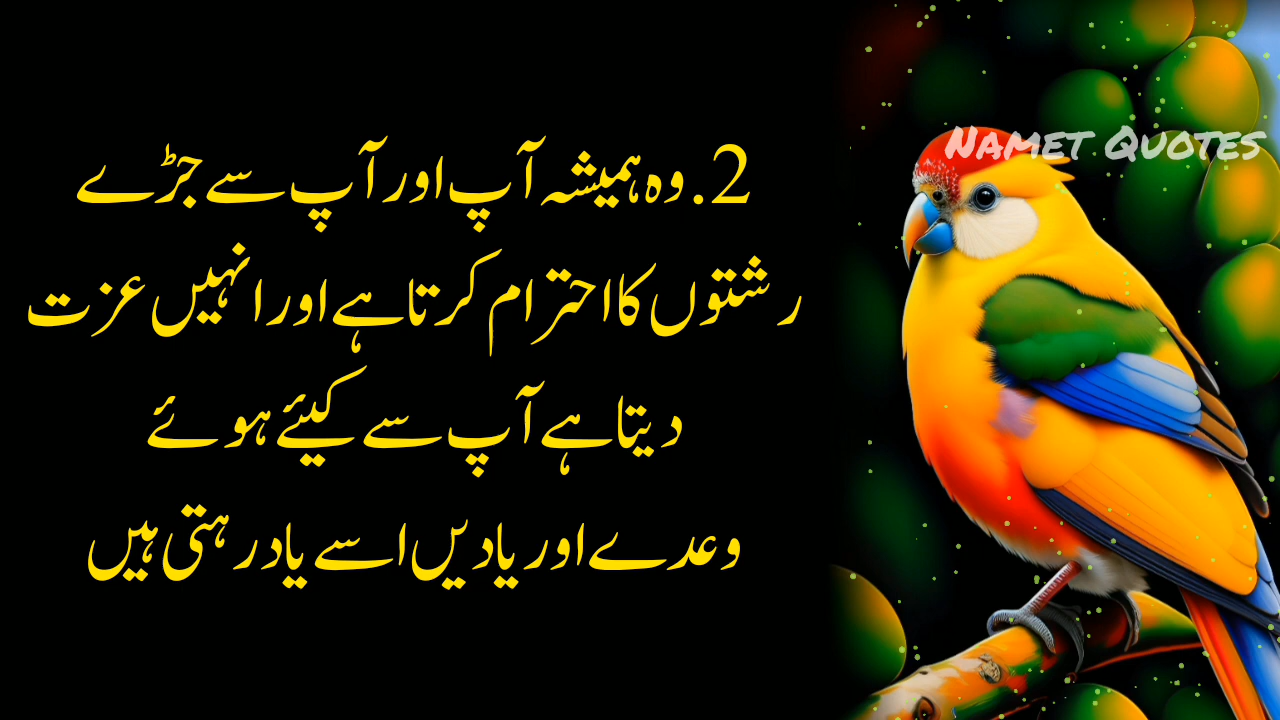 2. وہ ہمیشہ آپ اور آپ سے جڑے
رشتوں کا احترام کرتا ہے اور انہیں عزت
دیتا ہے آپ سے کیئے ہوئے
وعدے اور یادیں اسے یاد رہتی ہیں
Namet Quotes